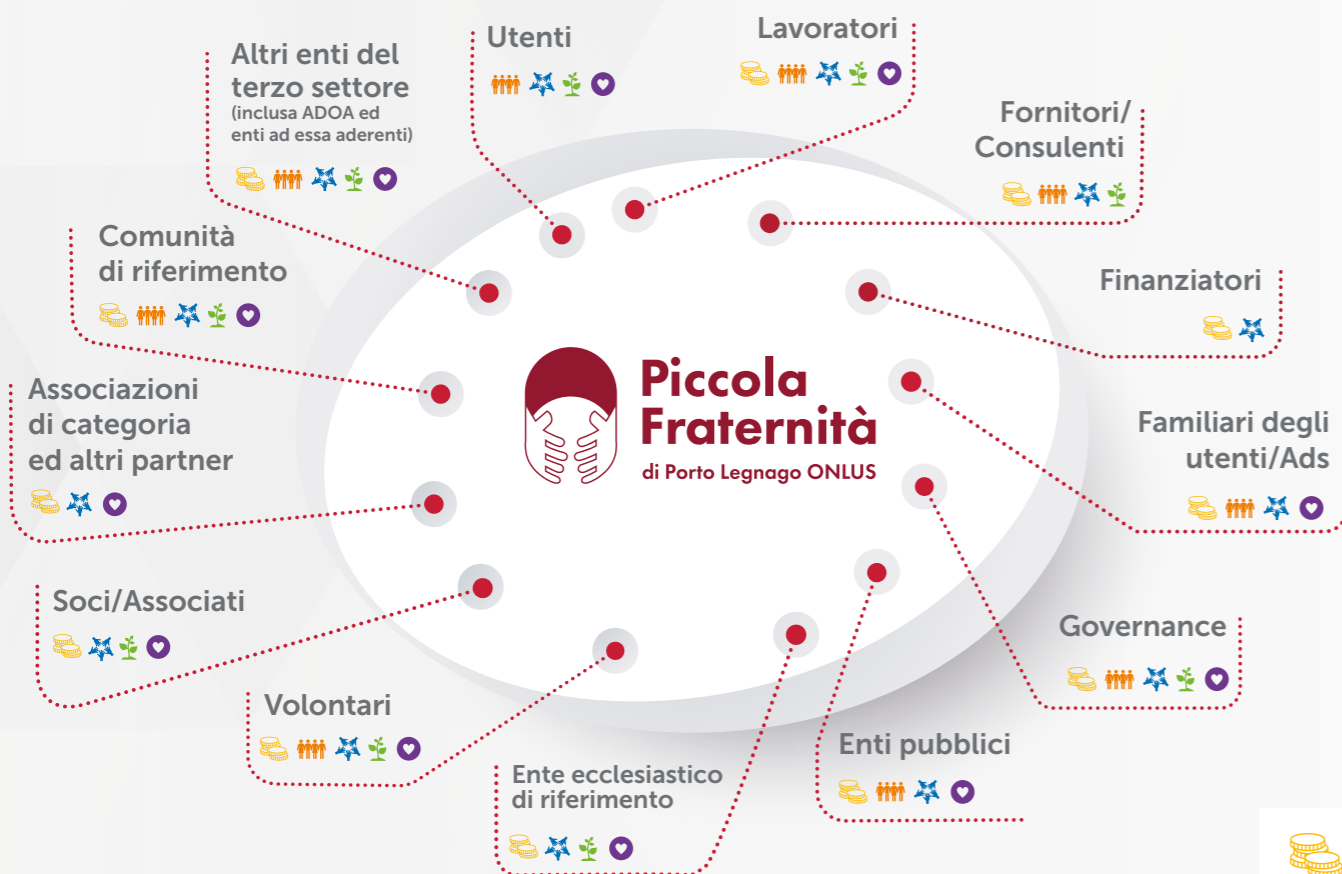 Utenti
Lavoratori
Altri enti del
terzo settore
(inclusa ADOA ed
enti ad essa aderenti)
Fornitori/
Consulenti
Comunità
di riferimento
Finanziatori
Associazioni
di categoria
ed altri partner
Piccola
Fraternità
di Porto Legnago ONLUS
Familiari degli
utenti/Ads
Soci/Associati
Governance
Volontari
Enti pubblici
Ente ecclesiastico
di riferimento